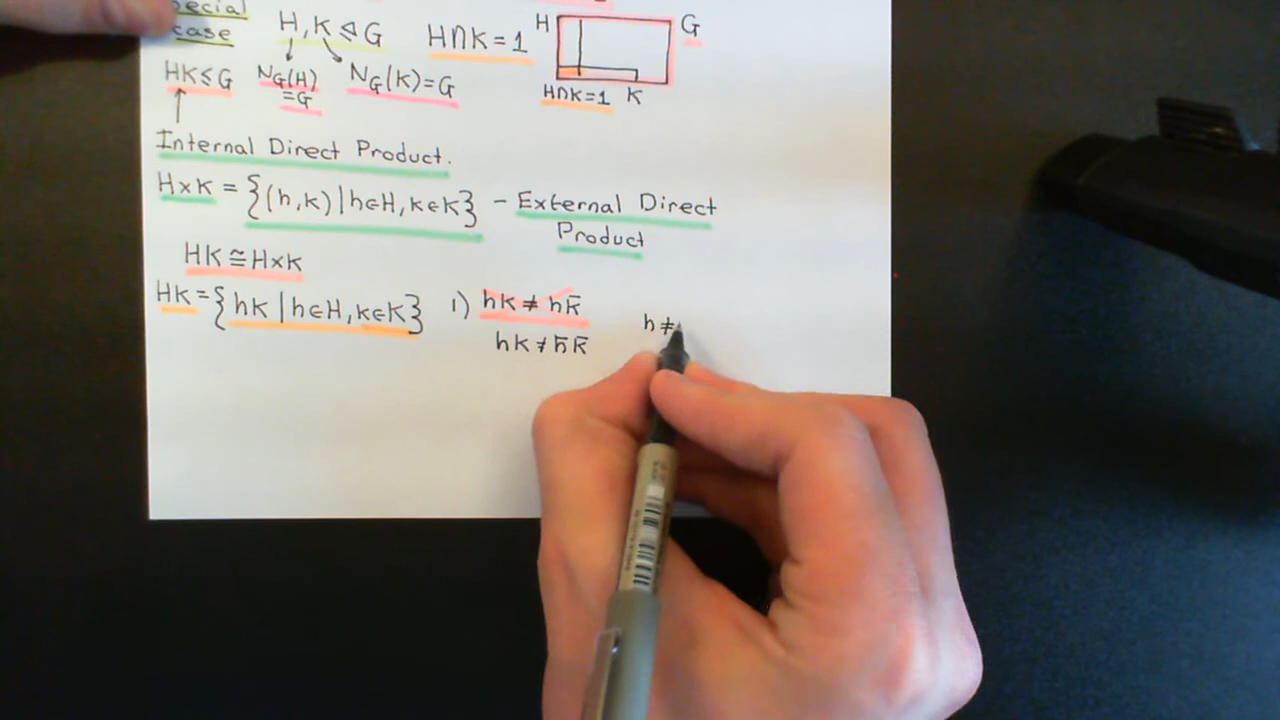 pecial
case
H, K ⊲ G
H∩K = 1
H
G
H∩K=1 K
HK ≤ G
N_G(H) = G
N_G(K) = G
Internal Direct Product.
H×K = {(h,k) | h∈H, k∈K} - External Direct
Product
HK ≅ H×K
HK = {hk | h∈H, k∈K} 1) hk ≠ hk̄
hk ≠ h̄k̄
h ≠